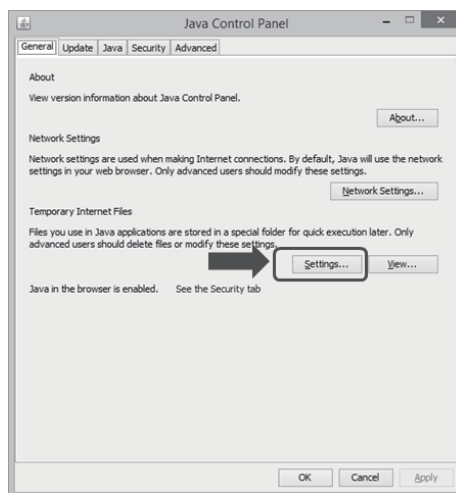 Java Control Panel
General Update Java Security Advanced
About
View version information about Java Control Panel.
About...
Network Settings
Network settings are used when making Internet connections. By default, Java will use the network
settings in your web browser. Only advanced users should modify these settings.
Network Settings...
Temporary Internet Files
Files you use in Java applications are stored in a special folder for quick execution later. Only
advanced users should delete files or modify these settings.
Settings... View...
Java in the browser is enabled. See the Security tab
OK Cancel Apply